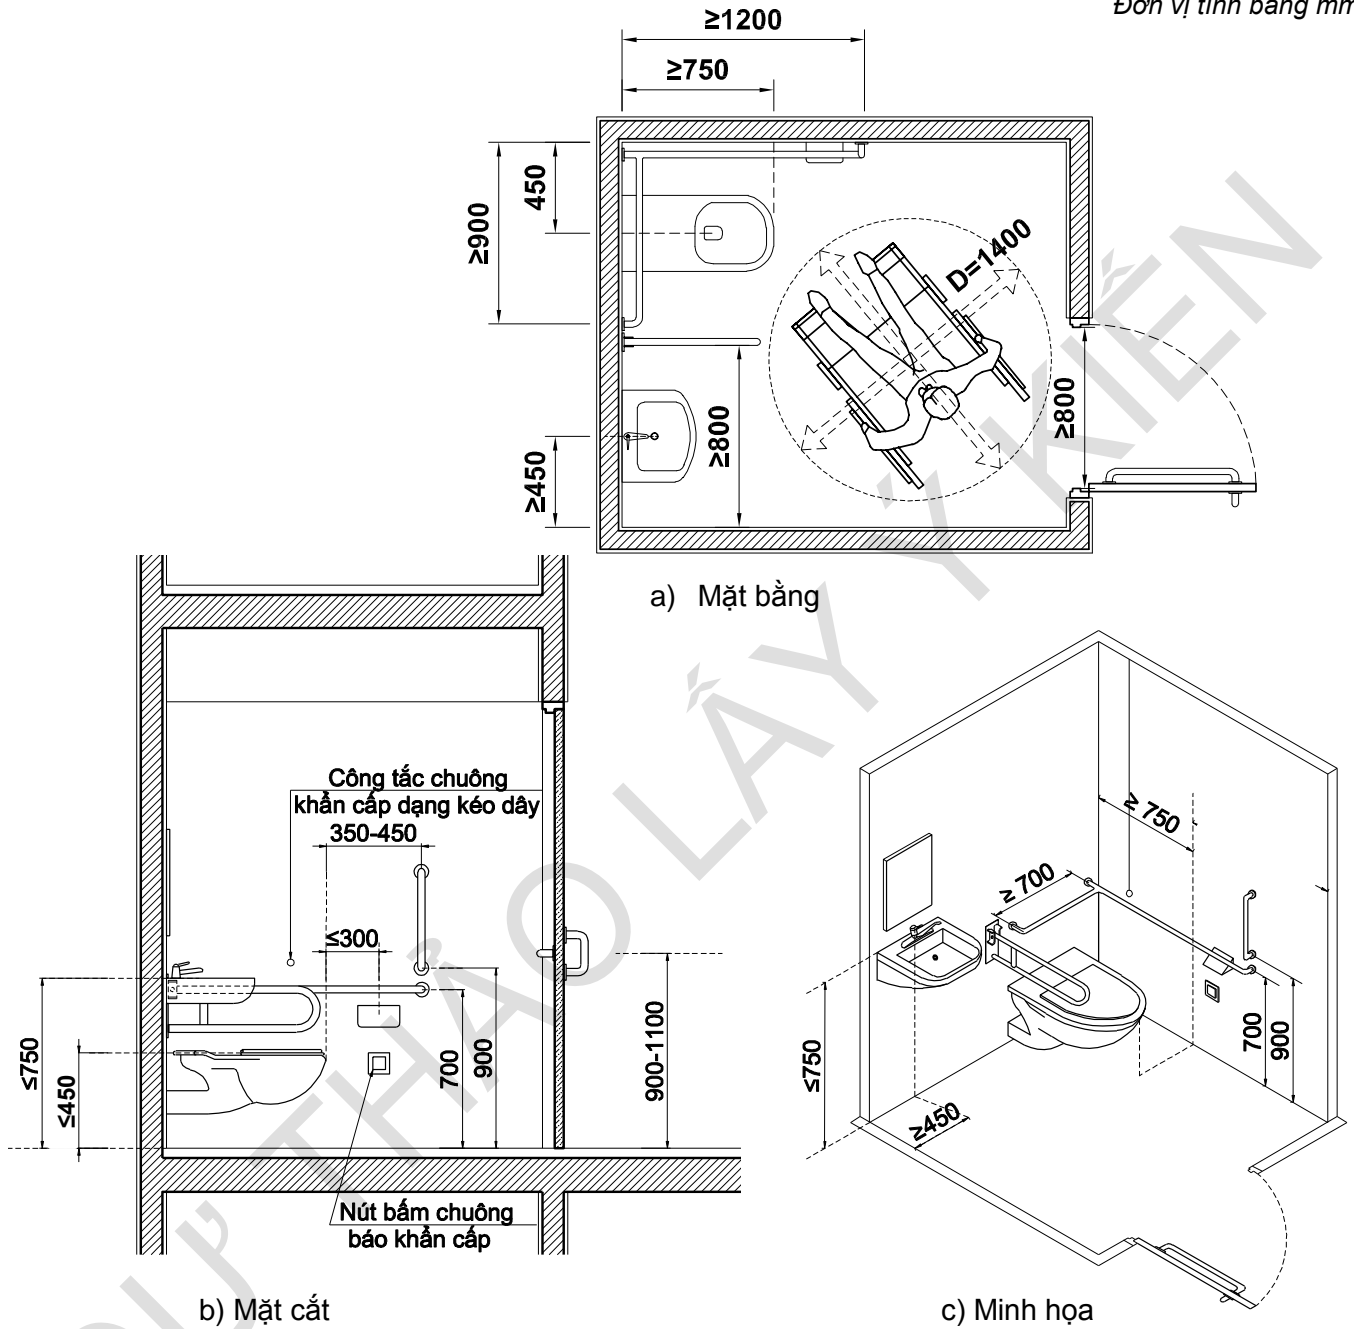 Đơn vị tính bằng mm
≥1200
≥750
450
≥900
D=1400
≥800
≥800
≥450
a) Mặt bằng
Công tắc chuông
khẩn cấp dạng kéo dây
350-450
≤300
≤750
≤450
700
900
900-1100
Nút bấm chuông
báo khẩn cấp
b) Mặt cắt
≥ 750
≥ 700
≤750
≥450
700
900
c) Minh họa
DỰ THẢO LẤY Ý KIẾN